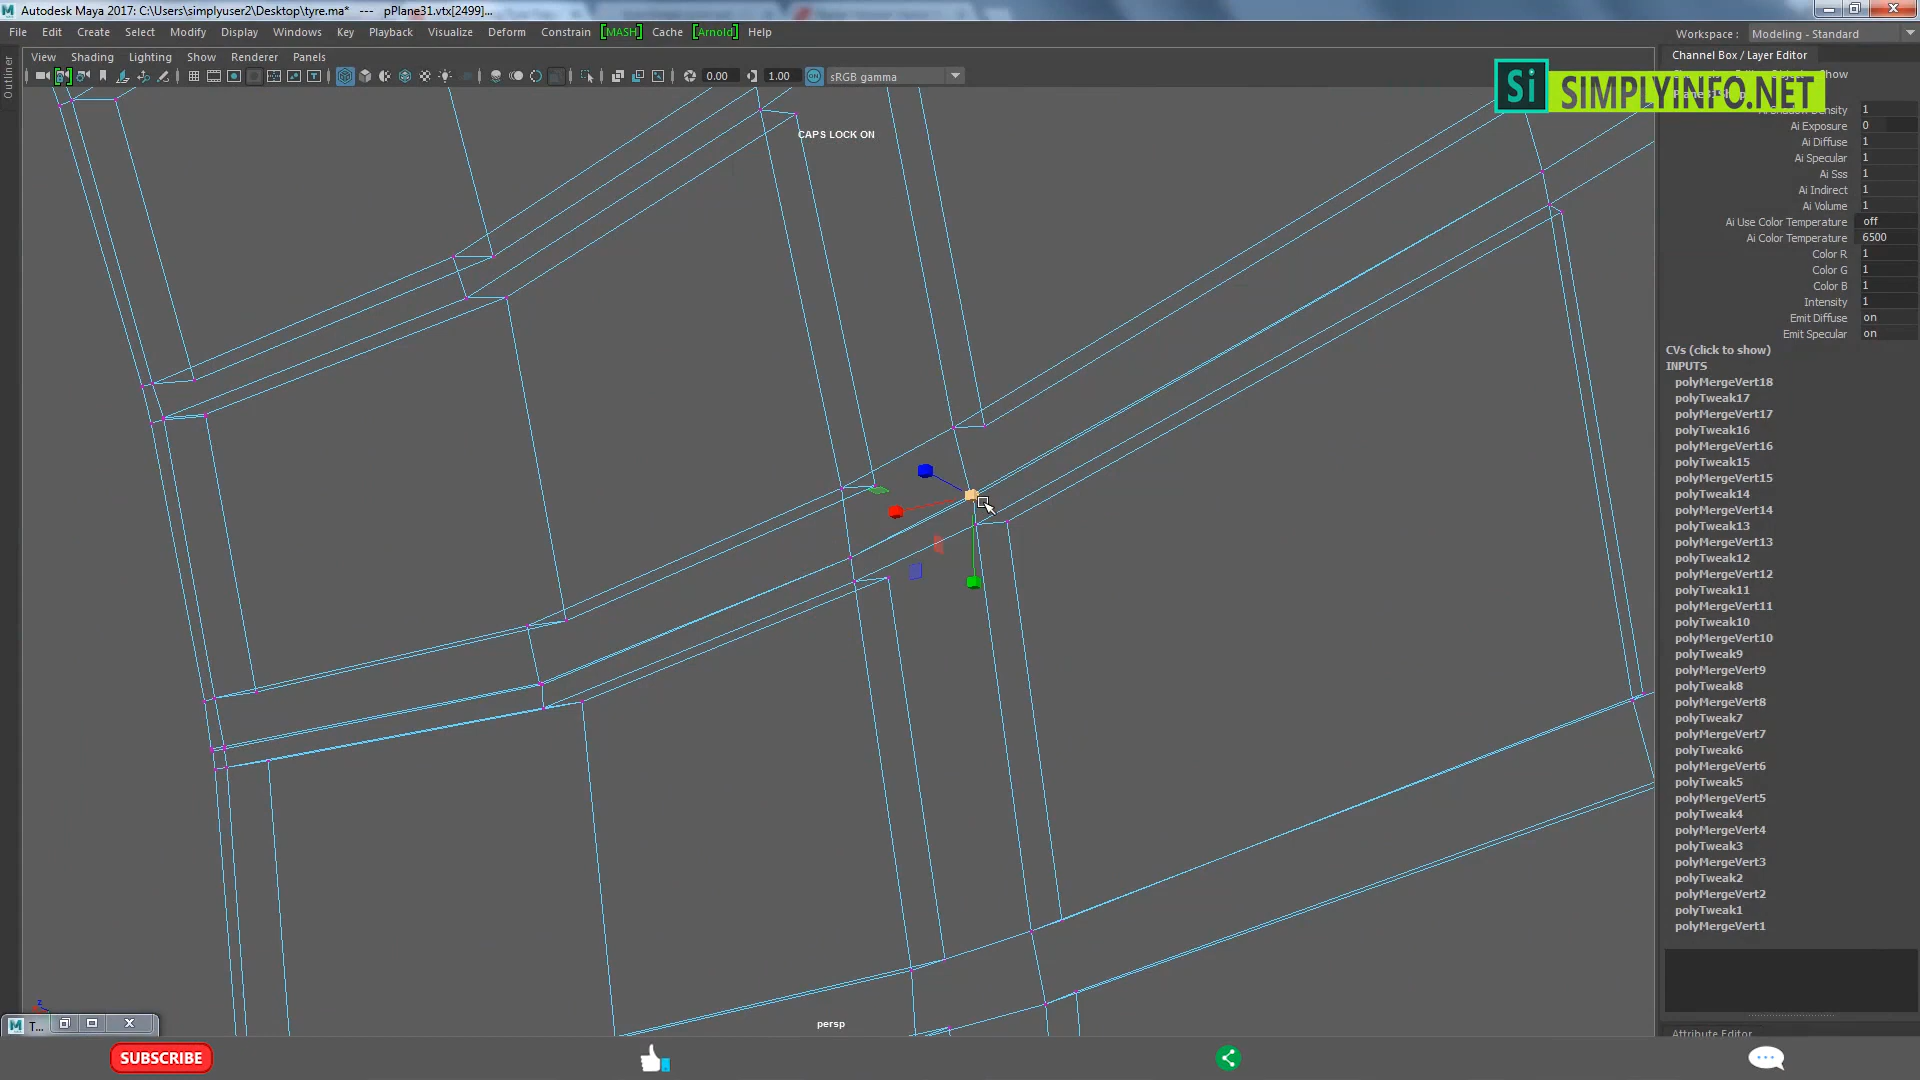 Autodesk Maya 2017: C:\Users\simplyuser2\Desktop\tyre.ma* --- pPlane31.vtx[2499]...
File Edit Create Select Modify Display Windows Key Playback Visualize Deform Constrain [MASH] Cache [Arnold] Help
Workspace : Modeling - Standard
View Shading Lighting Show Renderer Panels
Channel Box / Layer Editor
0.00 1.00 ON sRGB gamma
Show
Si SIMPLYINFO.NET
Outliner
CAPS LOCK ON
Ai Exposure 0
Ai Diffuse 1
Ai Specular 1
Ai Sss 1
Ai Indirect 1
Ai Volume 1
Ai Use Color Temperature off
Ai Color Temperature 6500
Color R 1
Color G 1
Color B 1
Intensity 1
Emit Diffuse on
Emit Specular on
CVs (click to show)
INPUTS
polyMergeVert18
polyTweak17
polyMergeVert17
polyTweak16
polyMergeVert16
polyTweak15
polyMergeVert15
polyTweak14
polyMergeVert14
polyTweak13
polyMergeVert13
polyTweak12
polyMergeVert12
polyTweak11
polyMergeVert11
polyTweak10
polyMergeVert10
polyTweak9
polyMergeVert9
polyTweak8
polyMergeVert8
polyTweak7
polyMergeVert7
polyTweak6
polyMergeVert6
polyTweak5
polyMergeVert5
polyTweak4
polyMergeVert4
polyTweak3
polyMergeVert3
polyTweak2
polyMergeVert2
polyTweak1
polyMergeVert1
z
T...
persp
Attribute Editor
SUBSCRIBE